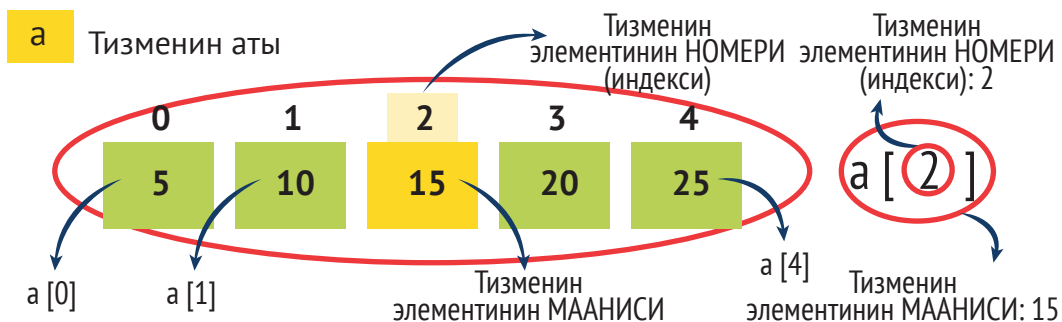 а
Тизменин аты
Тизменин
элементинин НОМЕРИ
(индекси)
Тизменин
элементинин НОМЕРИ
(индекси): 2
0 1 2 3 4
5 10 15 20 25
a [ 2 ]
a [0]
a [1]
Тизменин
элементинин МААНИСИ
a [4]
Тизменин
элементинин МААНИСИ: 15